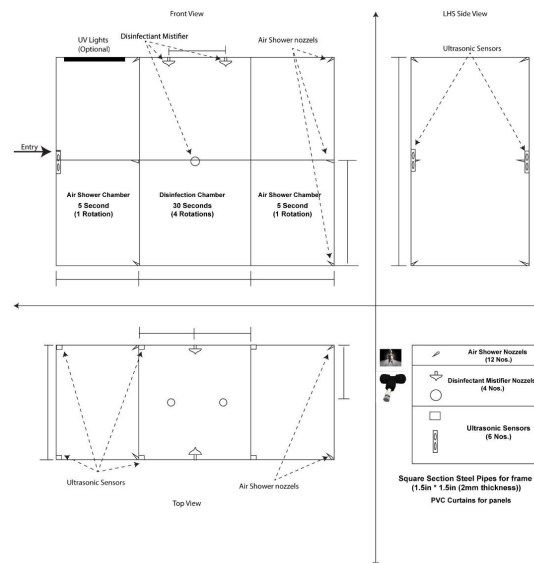 Front View
LHS Side View
UV Lights
(Optional)
Disinfectant Mistifier
Air Shower nozzels
Ultrasonic Sensors
Entry
Air Shower Chamber
5 Second
(1 Rotation)
Disinfection Chamber
30 Seconds
(4 Rotations)
Air Shower Chamber
5 Second
(1 Rotation)
Air Shower Nozzels
(12 Nos.)
Disinfectant Mistifier Nozzels
(4 Nos.)
Ultrasonic Sensors
(6 Nos.)
Ultrasonic Sensors
Air Shower nozzels
Top View
Square Section Steel Pipes for frame
(1.5in * 1.5in (2mm thickness))
PVC Curtains for panels